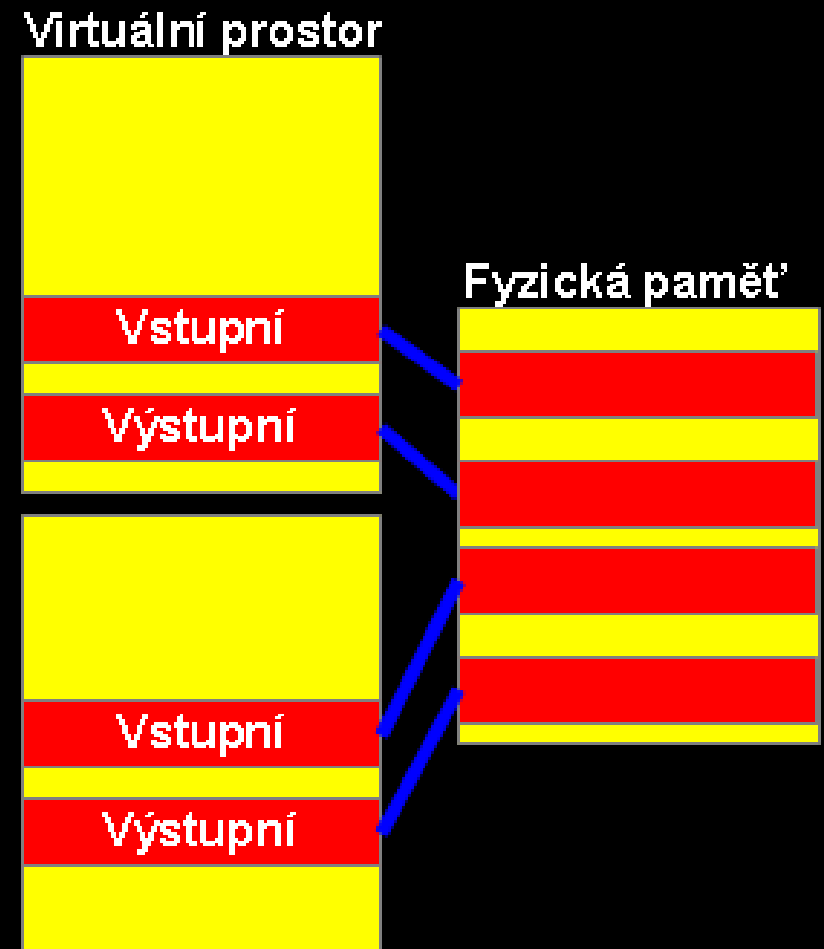 Virtuální prostor
Vstupní
Výstupní
Fyzická paměť
Vstupní
Výstupní